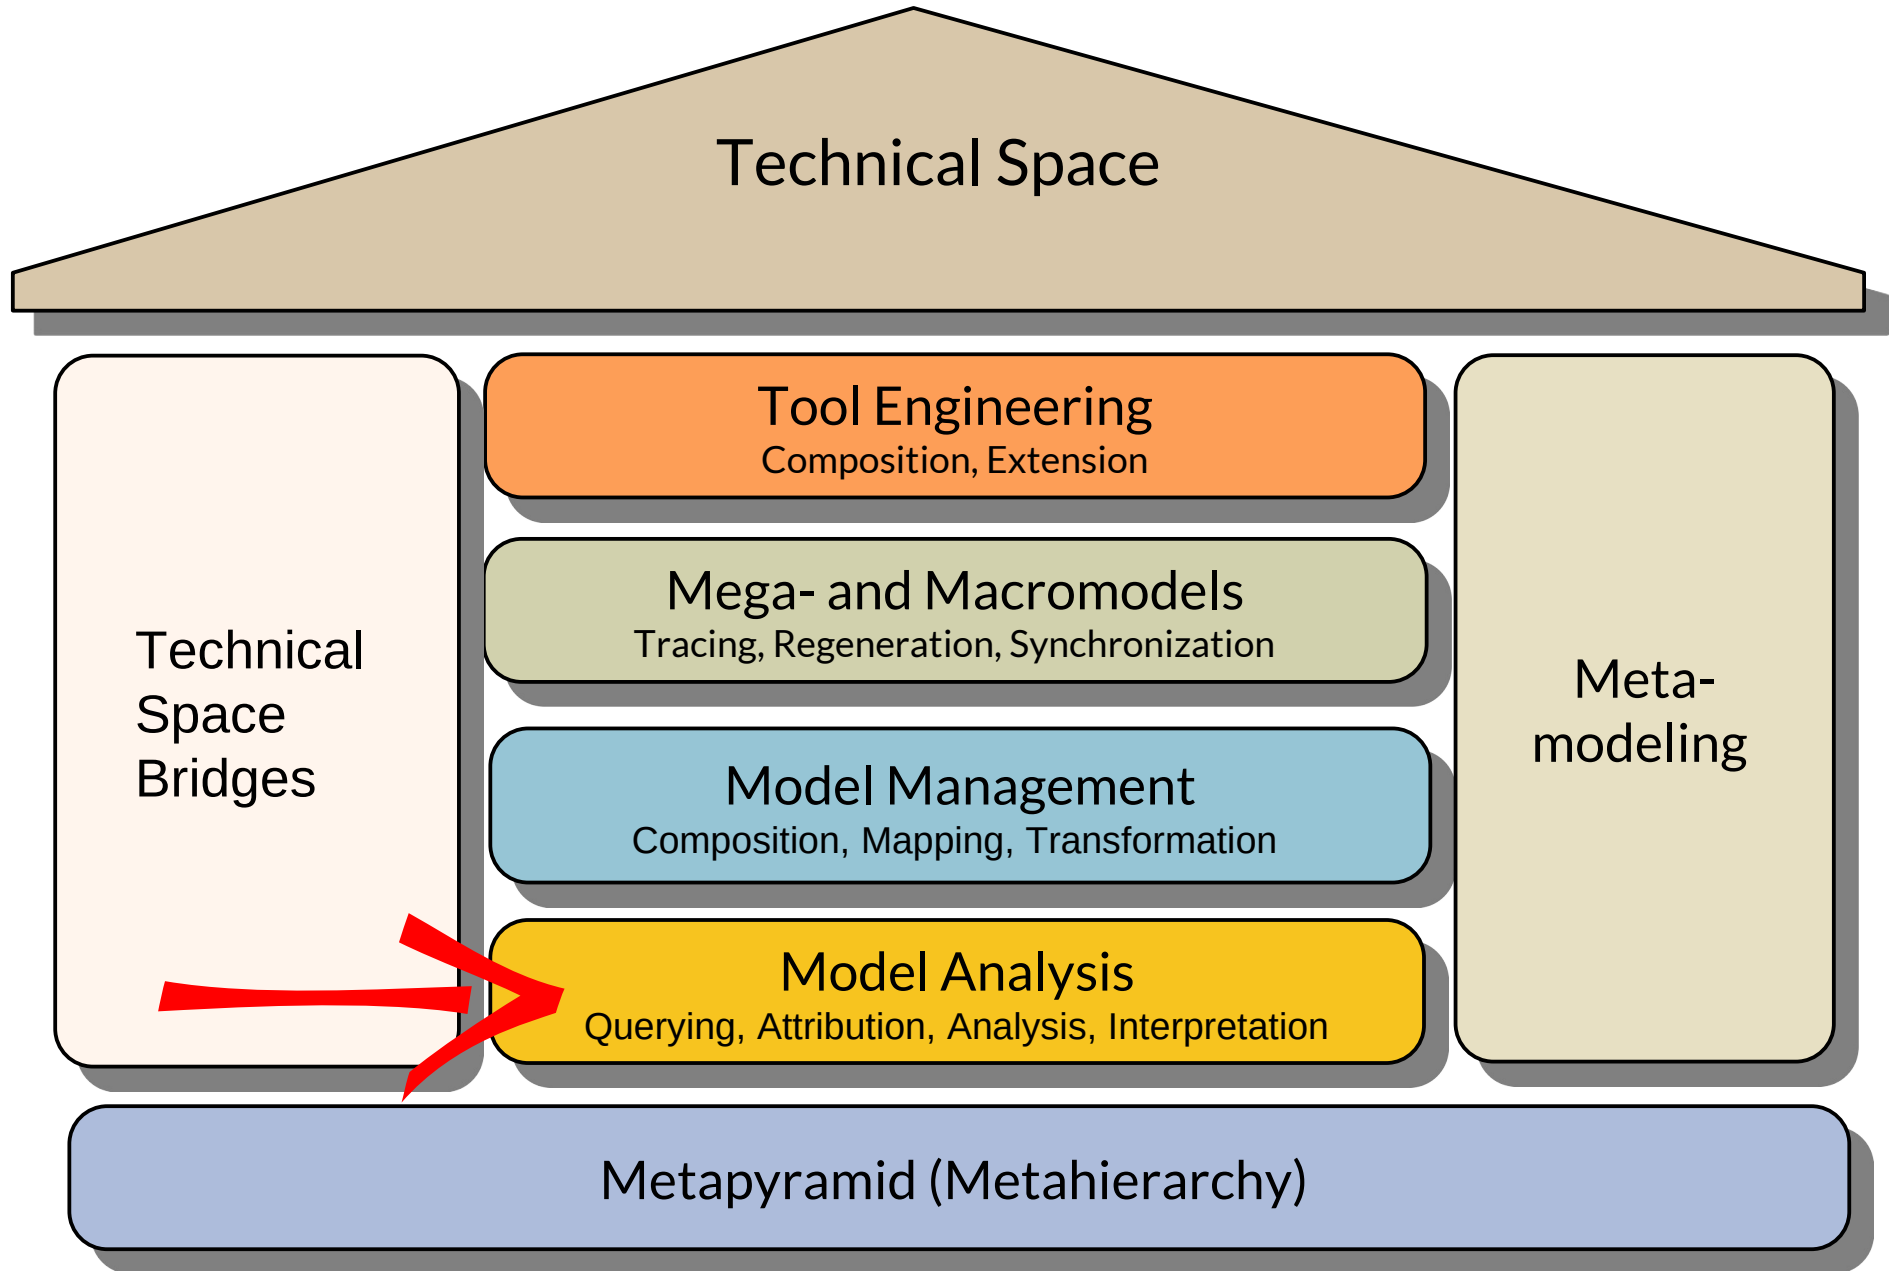 Technical Space
Tool Engineering
Composition, Extension
Mega- and Macromodels
Tracing, Regeneration, Synchronization
Technical
Space
Bridges
Meta-
modeling
Model Management
Composition, Mapping, Transformation
Model Analysis
Querying, Attribution, Analysis, Interpretation
Metapyramid (Metahierarchy)